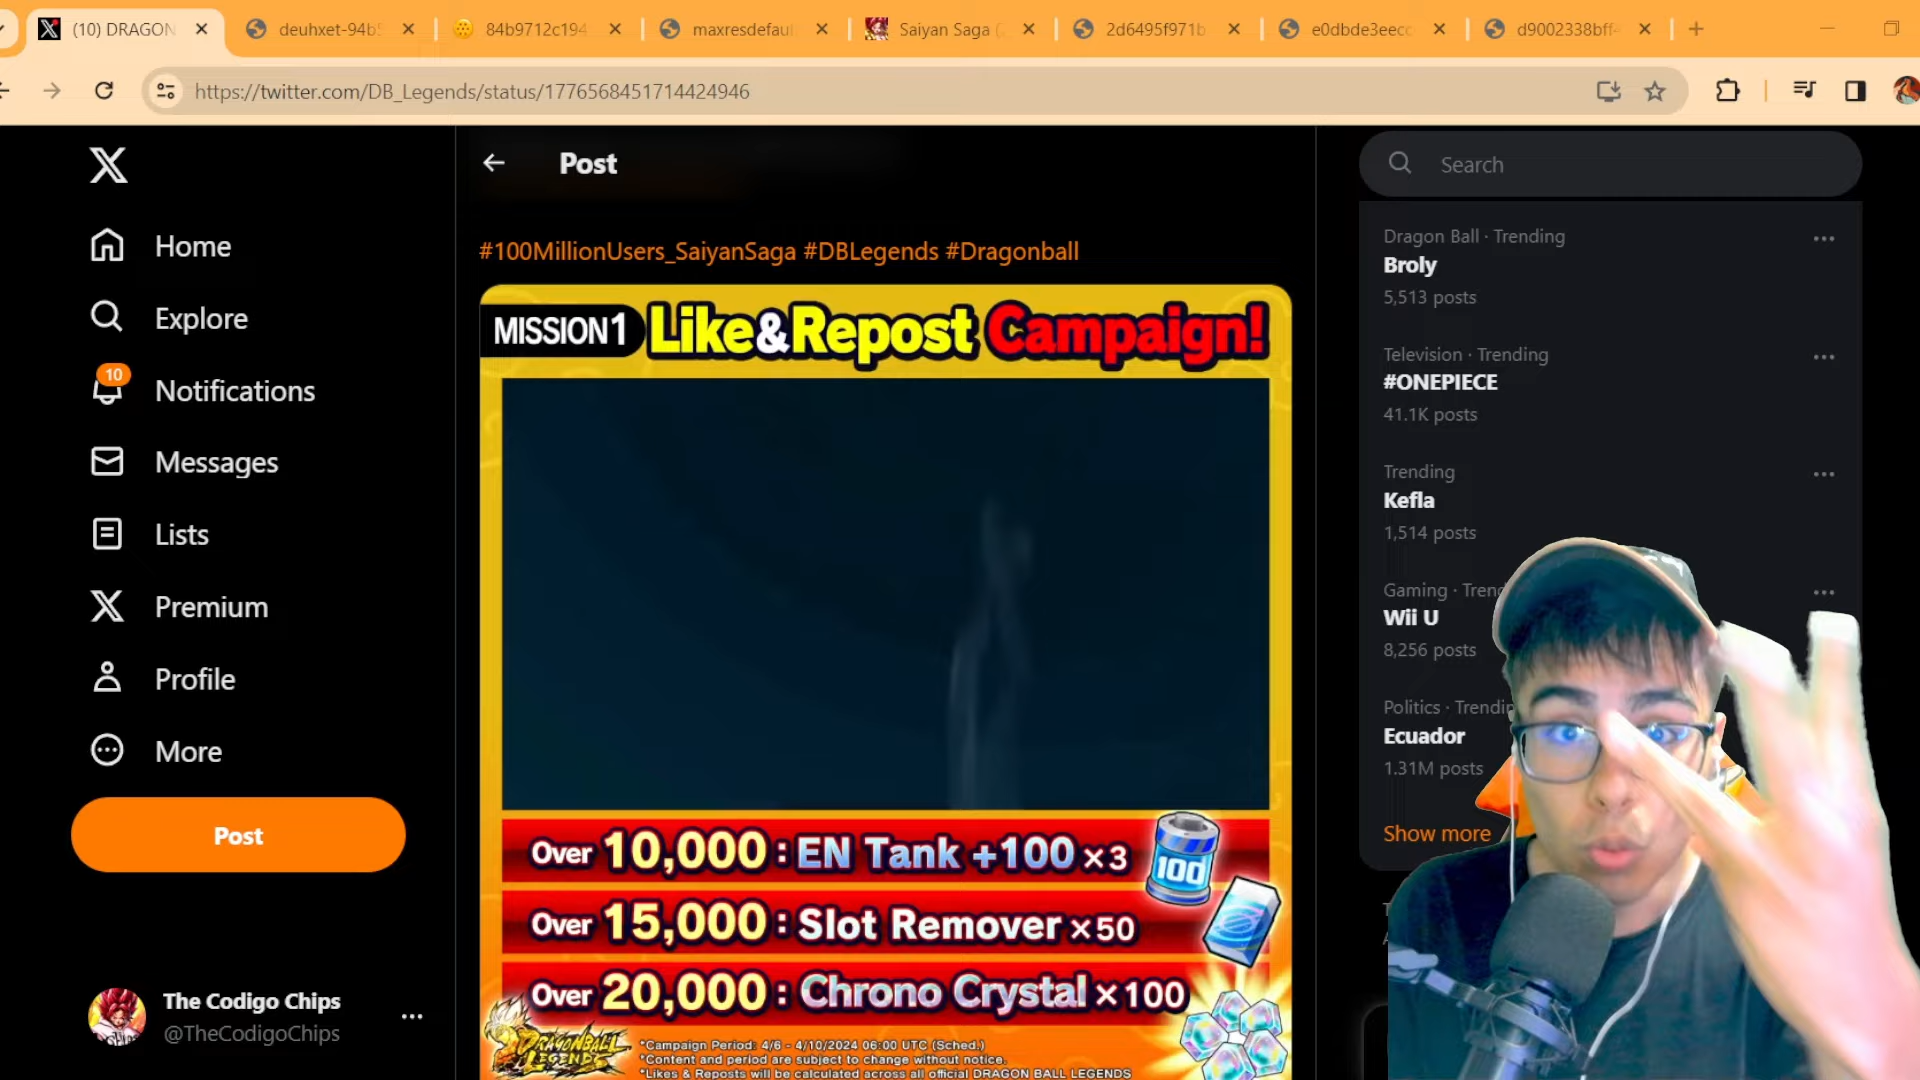 (10) DRAGON
deuhxet-94b5
84b9712c194
maxresdefaul
Saiyan Saga (
2d6495f971b
e0dbde3eecc
d9002338bff-
https://twitter.com/DB_Legends/status/1776568451714424946
X
Home
Explore
10
Notifications
Messages
Lists
Premium
Profile
More
Post
The Codigo Chips
@TheCodigoChips
Post
#100MillionUsers_SaiyanSaga #DBLegends #Dragonball
MISSION1 Like&Repost Campaign!
Over 10,000 : EN Tank +100 ×3
100
Over 15,000 : Slot Remover ×50
Over 20,000 : Chrono Crystal ×100
DRAGONBALL
LEGENDS
*Campaign Period: 4/6 - 4/10/2024 06:00 UTC (Sched.)
*Content and period are subject to change without notice.
*Likes & Reposts will be calculated across all official DRAGON BALL LEGENDS
Search
Dragon Ball · Trending
Broly
5,513 posts
Television · Trending
#ONEPIECE
41.1K posts
Trending
Kefla
1,514 posts
Gaming · Trend
Wii U
8,256 posts
Politics · Trendin
Ecuador
1.31M posts
Show more